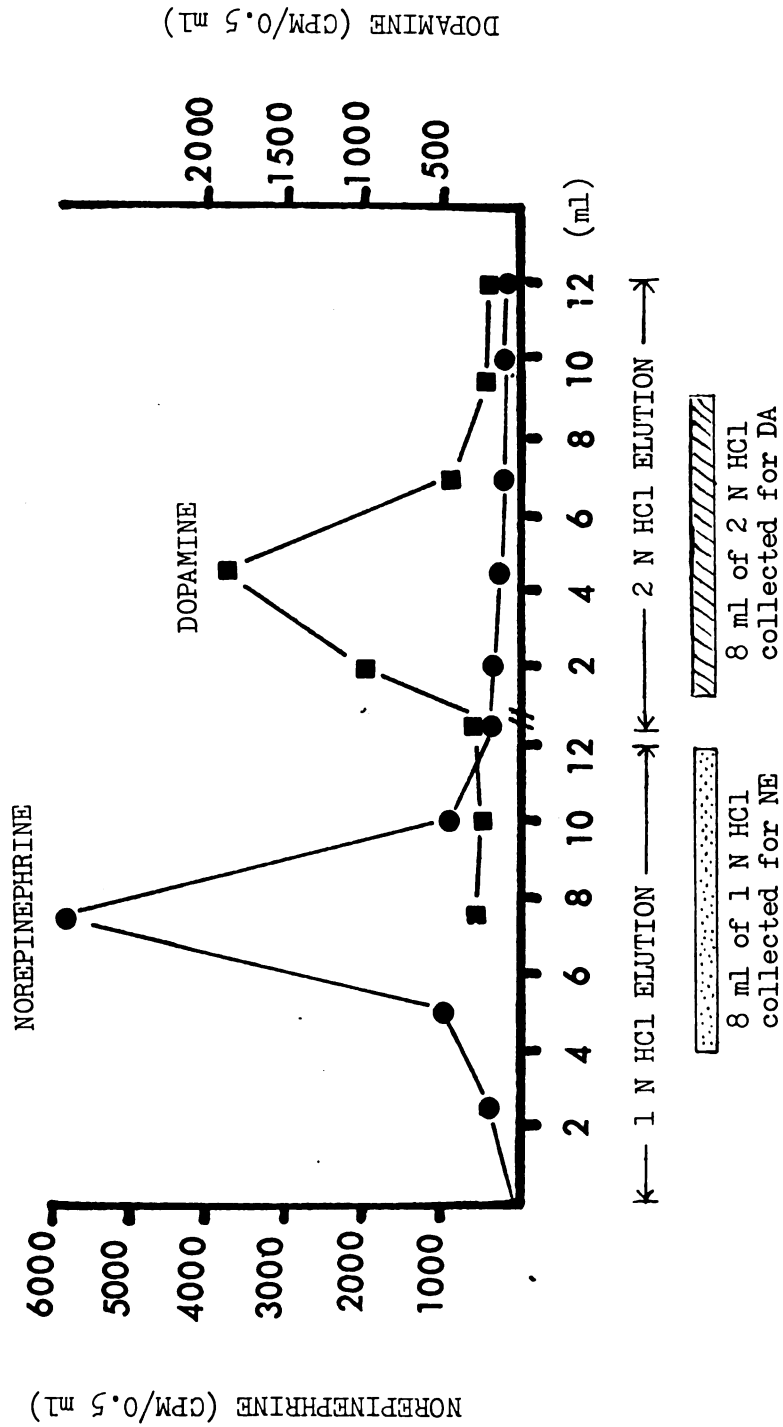 NOREPINEPHRINE (CPM/0.5 ml)
6000
5000
4000
3000
2000
1000
NOREPINEPHRINE
DOPAMINE
DOPAMINE (CPM/0.5 ml)
2000
1500
1000
500
2 4 6 8 10 12 2 4 6 8 10 12 (ml)
1 N HCl ELUTION
2 N HCl ELUTION
8 ml of 1 N HCl
collected for NE
8 ml of 2 N HCl
collected for DA